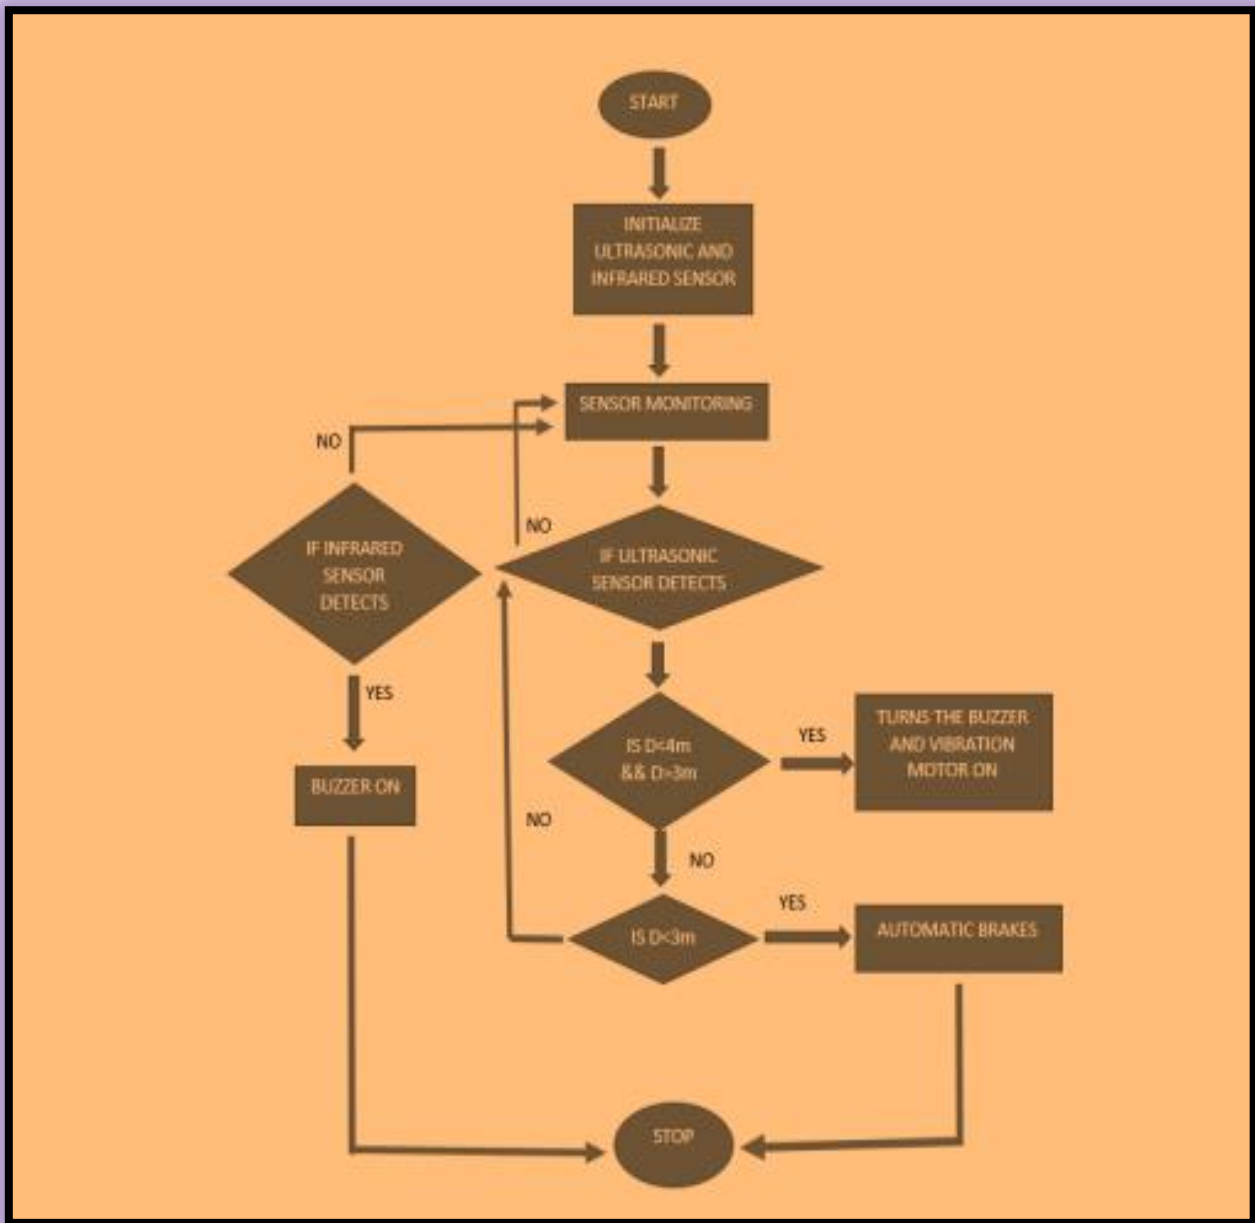 START
INITIALIZE
ULTRASONIC AND
INFRARED SENSOR
SENSOR MONITORING
NO
IF INFRARED
SENSOR
DETECTS
NO
IF ULTRASONIC
SENSOR DETECTS
YES
BUZZER ON
IS D<4m
&& D=3m
YES
TURNS THE BUZZER
AND VIBRATION
MOTOR ON
NO
NO
IS D<3m
YES
AUTOMATIC BRAKES
STOP